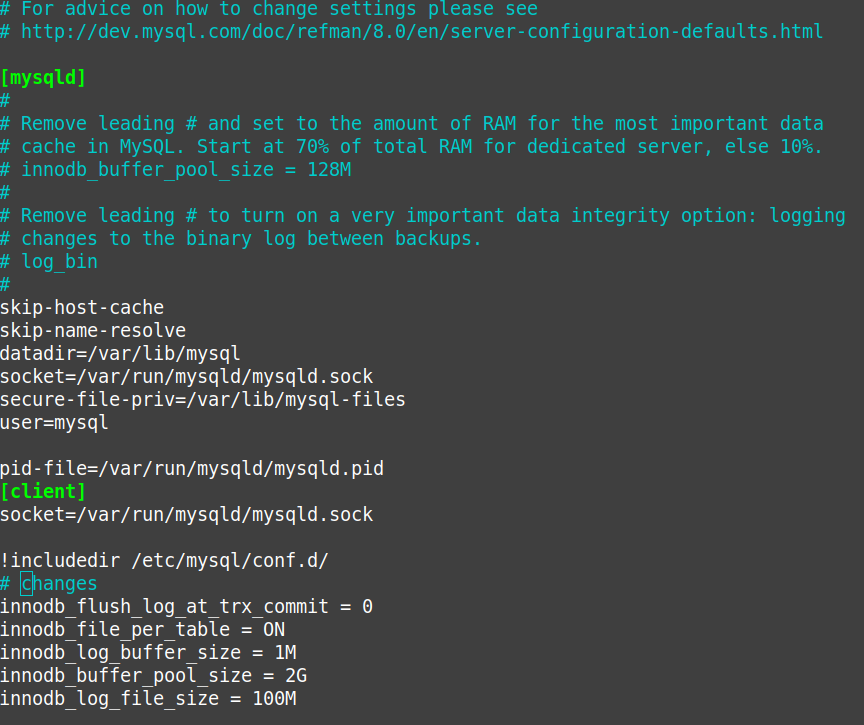 # For advice on how to change settings please see
# http://dev.mysql.com/doc/refman/8.0/en/server-configuration-defaults.html
[mysqld]
#
# Remove leading # and set to the amount of RAM for the most important data
# cache in MySQL. Start at 70% of total RAM for dedicated server, else 10%.
# innodb_buffer_pool_size = 128M
#
# Remove leading # to turn on a very important data integrity option: logging
# changes to the binary log between backups.
# log_bin
#
skip-host-cache
skip-name-resolve
datadir=/var/lib/mysql
socket=/var/run/mysqld/mysqld.sock
secure-file-priv=/var/lib/mysql-files
user=mysql
pid-file=/var/run/mysqld/mysqld.pid
[client]
socket=/var/run/mysqld/mysqld.sock
!includedir /etc/mysql/conf.d/
# changes
innodb_flush_log_at_trx_commit = 0
innodb_file_per_table = ON
innodb_log_buffer_size = 1M
innodb_buffer_pool_size = 2G
innodb_log_file_size = 100M